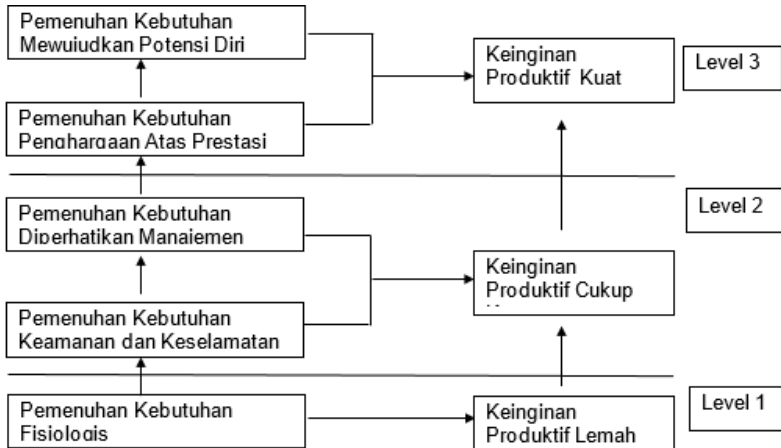 Pemenuhan Kebutuhan
Mewujudkan Potensi Diri
Keinginan
Produktif Kuat
Level 3
Pemenuhan Kebutuhan
Penghargaan Atas Prestasi
Pemenuhan Kebutuhan
Diperhatikan Manajemen
Level 2
Keinginan
Produktif Cukup
Pemenuhan Kebutuhan
Keamanan dan Keselamatan
Pemenuhan Kebutuhan
Fisiologis
Keinginan
Produktif Lemah
Level 1